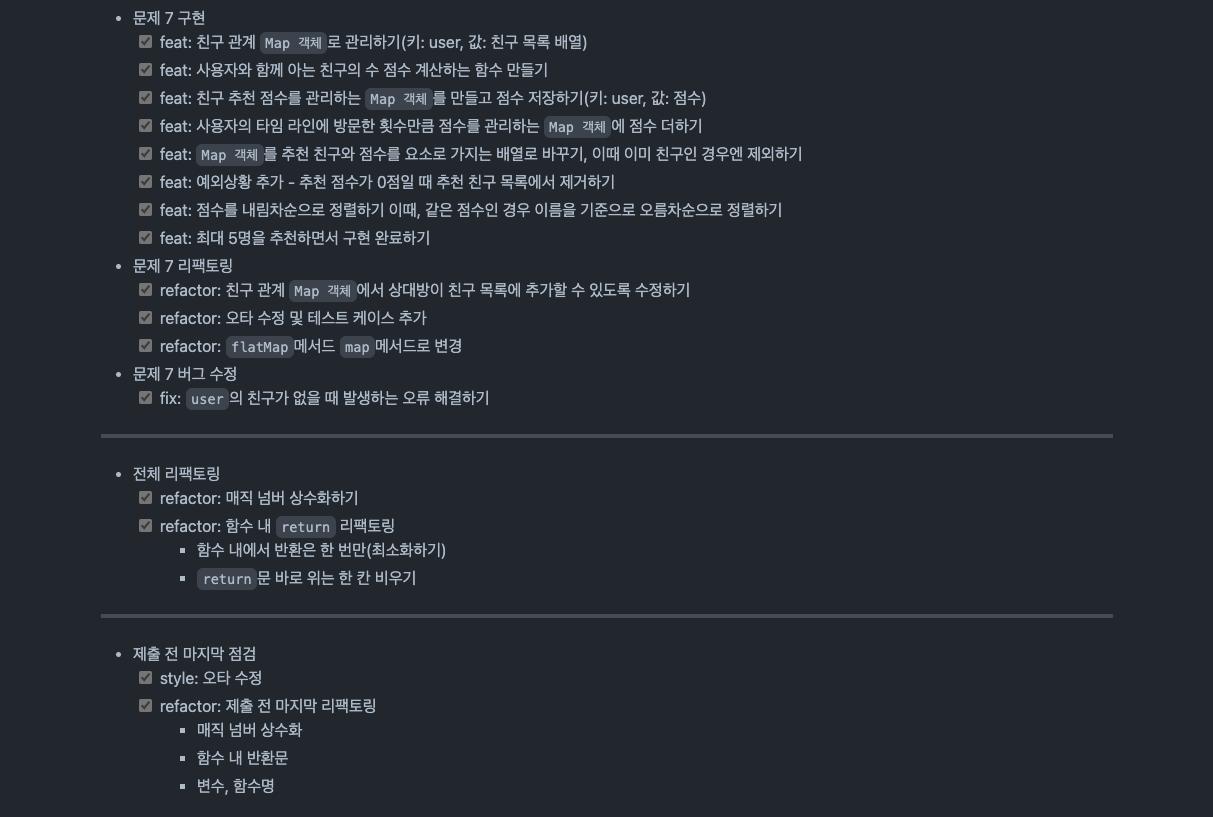 문제 7 구현
feat: 친구 관계 Map 객체로 관리하기(키: user, 값: 친구 목록 배열)
feat: 사용자와 함께 아는 친구의 수 점수 계산하는 함수 만들기
feat: 친구 추천 점수를 관리하는 Map 객체를 만들고 점수 저장하기(키: user, 값: 점수)
feat: 사용자의 타임 라인에 방문한 횟수만큼 점수를 관리하는 Map 객체에 점수 더하기
feat: Map 객체를 추천 친구와 점수를 요소로 가지는 배열로 바꾸기, 이때 이미 친구인 경우엔 제외하기
feat: 예외상황 추가 - 추천 점수가 0점일 때 추천 친구 목록에서 제거하기
feat: 점수를 내림차순으로 정렬하기 이때, 같은 점수인 경우 이름을 기준으로 오름차순으로 정렬하기
feat: 최대 5명을 추천하면서 구현 완료하기
문제 7 리팩토링
refactor: 친구 관계 Map 객체에서 상대방이 친구 목록에 추가할 수 있도록 수정하기
refactor: 오타 수정 및 테스트 케이스 추가
refactor: flatMap메서드 map메서드로 변경
문제 7 버그 수정
fix: user의 친구가 없을 때 발생하는 오류 해결하기
전체 리팩토링
refactor: 매직 넘버 상수화하기
refactor: 함수 내 return 리팩토링
함수 내에서 반환은 한 번만(최소화하기)
return문 바로 위는 한 칸 비우기
제출 전 마지막 점검
style: 오타 수정
refactor: 제출 전 마지막 리팩토링
매직 넘버 상수화
함수 내 반환문
변수, 함수명